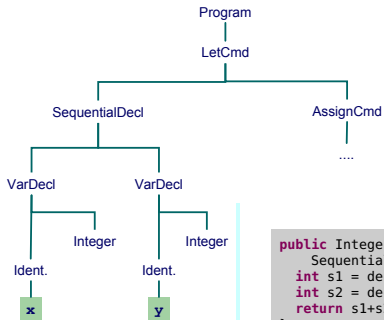 Program
LetCmd
SequentialDecl AssignCmd
....
VarDecl VarDecl
Integer Integer
Ident. Ident.
x y
public Intege
Sequentia
int s1 = de
int s2 = de
return s1+s